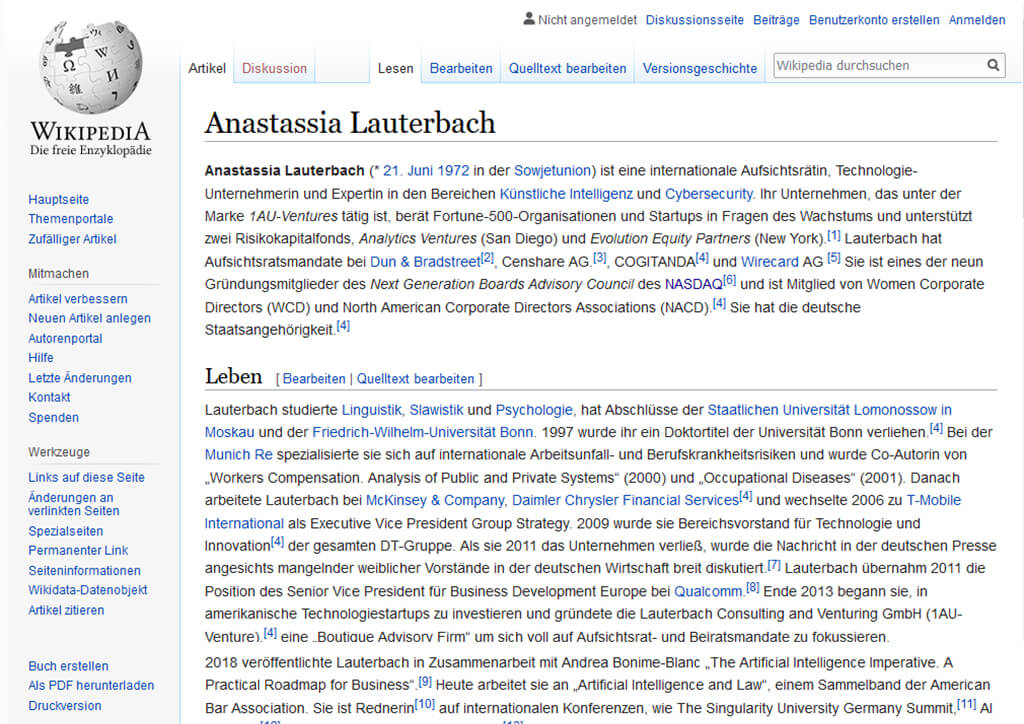 Nicht angemeldet Diskussionsseite Beiträge Benutzerkonto erstellen Anmelden
Artikel Diskussion Lesen Bearbeiten Quelltext bearbeiten Versionsgeschichte Wikipedia durchsuchen
WIKIPEDIA
Die freie Enzyklopädie
Hauptseite
Themenportale
Zufälliger Artikel
Mitmachen
Artikel verbessern
Neuen Artikel anlegen
Autorenportal
Hilfe
Letzte Änderungen
Kontakt
Spenden
Werkzeuge
Links auf diese Seite
Änderungen an
verlinkten Seiten
Spezialseiten
Permanenter Link
Seiteninformationen
Wikidata-Datenobjekt
Artikel zitieren
Buch erstellen
Als PDF herunterladen
Druckversion
Anastassia Lauterbach
Anastassia Lauterbach (* 21. Juni 1972 in der Sowjetunion) ist eine internationale Aufsichtsrätin, Technologie-
Unternehmerin und Expertin in den Bereichen Künstliche Intelligenz und Cybersecurity. Ihr Unternehmen, das unter der
Marke 1AU-Ventures tätig ist, berät Fortune-500-Organisationen und Startups in Fragen des Wachstums und unterstützt
zwei Risikokapitalfonds, Analytics Ventures (San Diego) und Evolution Equity Partners (New York).[1] Lauterbach hat
Aufsichtsratsmandate bei Dun & Bradstreet[2], Censhare AG.[3], COGITANDA[4] und Wirecard AG [5] Sie ist eines der neun
Gründungsmitglieder des Next Generation Boards Advisory Council des NASDAQ[6] und ist Mitglied von Women Corporate
Directors (WCD) und North American Corporate Directors Associations (NACD).[4] Sie hat die deutsche
Staatsangehörigkeit.[4]
Leben [ Bearbeiten | Quelltext bearbeiten ]
Lauterbach studierte Linguistik, Slawistik und Psychologie, hat Abschlüsse der Staatlichen Universität Lomonossow in
Moskau und der Friedrich-Wilhelm-Universität Bonn. 1997 wurde ihr ein Doktortitel der Universität Bonn verliehen.[4] Bei der
Munich Re spezialisierte sie sich auf internationale Arbeitsunfall- und Berufskrankheitsrisiken und wurde Co-Autorin von
„Workers Compensation. Analysis of Public and Private Systems“ (2000) und „Occupational Diseases“ (2001). Danach
arbeitete Lauterbach bei McKinsey & Company, Daimler Chrysler Financial Services[4] und wechselte 2006 zu T-Mobile
International als Executive Vice President Group Strategy. 2009 wurde sie Bereichsvorstand für Technologie und
Innovation[4] der gesamten DT-Gruppe. Als sie 2011 das Unternehmen verließ, wurde die Nachricht in der deutschen Presse
angesichts mangelnder weiblicher Vorstände in der deutschen Wirtschaft breit diskutiert.[7] Lauterbach übernahm 2011 die
Position des Senior Vice President für Business Development Europe bei Qualcomm.[8] Ende 2013 begann sie, in
amerikanische Technologiestartups zu investieren und gründete die Lauterbach Consulting and Venturing GmbH (1AU-
Venture).[4] eine „Boutique Advisory Firm“ um sich voll auf Aufsichtsrat- und Beiratsmandate zu fokussieren.
2018 veröffentlichte Lauterbach in Zusammenarbeit mit Andrea Bonime-Blanc „The Artificial Intelligence Imperative. A
Practical Roadmap for Business“.[9] Heute arbeitet sie an „Artificial Intelligence and Law“, einem Sammelband der American
Bar Association. Sie ist Rednerin[10] auf internationalen Konferenzen, wie The Singularity University Germany Summit,[11] AI